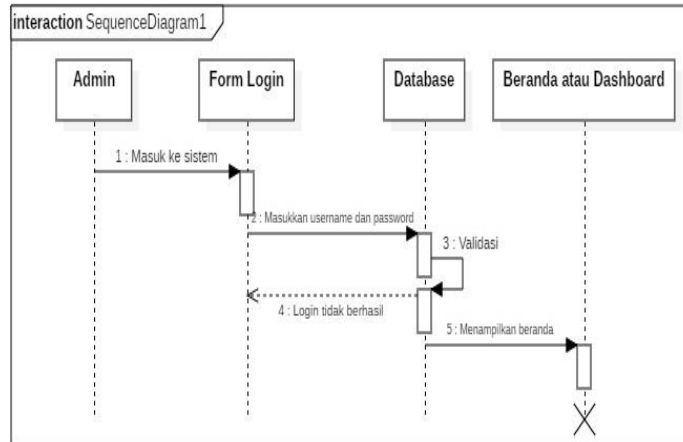 interaction SequenceDiagram1
Admin
Form Login
Database
Beranda atau Dashboard
1 : Masuk ke sistem
2 : Masukkan username dan password
3 : Validasi
4 : Login tidak berhasil
5 : Menampilkan beranda